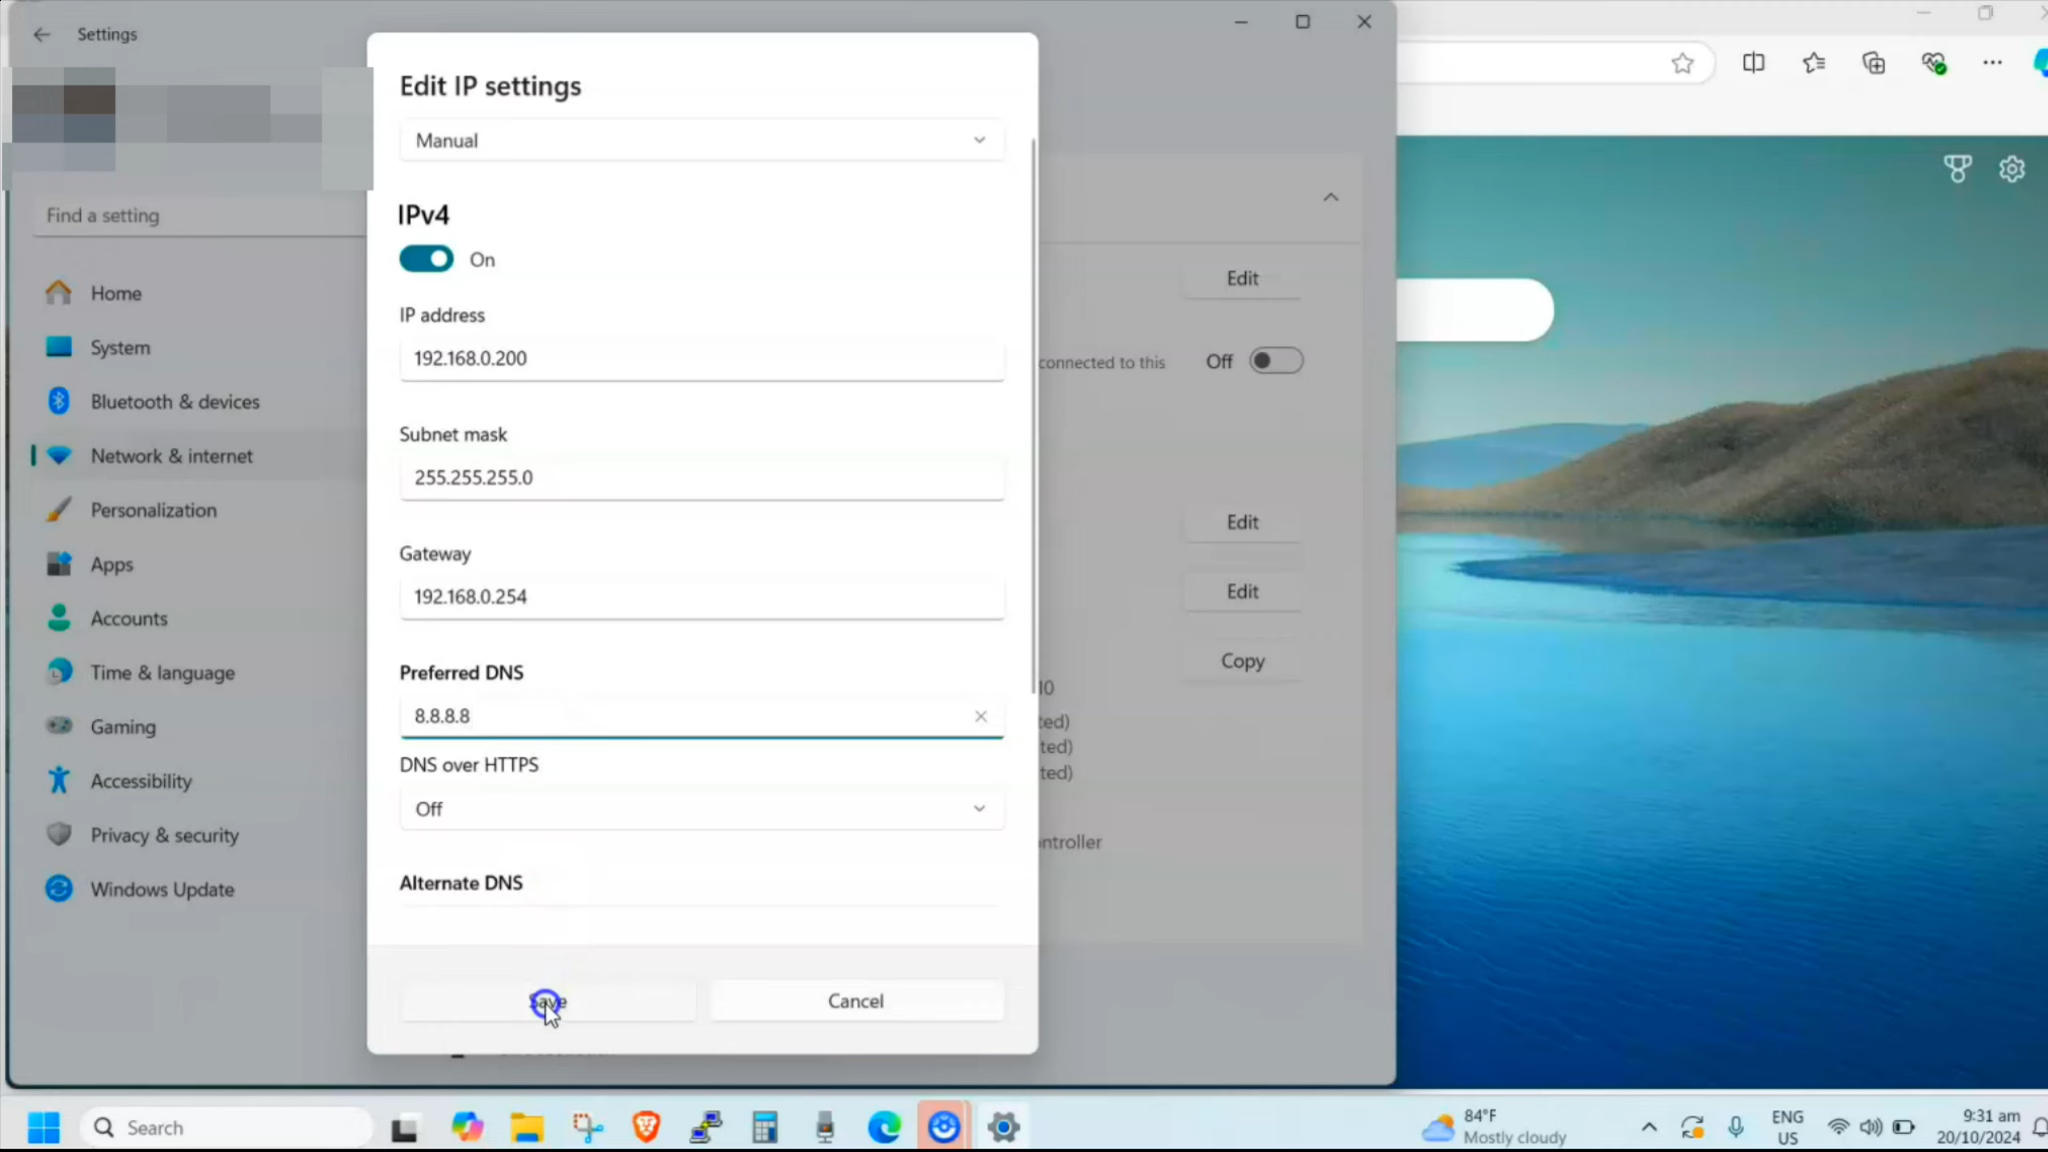 Settings
Find a setting
Home
System
Bluetooth & devices
Network & internet
Personalization
Apps
Accounts
Time & language
Gaming
Accessibility
Privacy & security
Windows Update
Edit IP settings
Manual
IPv4
On
IP address
192.168.0.200
Subnet mask
255.255.255.0
Gateway
192.168.0.254
Preferred DNS
8.8.8.8
DNS over HTTPS
Off
Alternate DNS
Save
Cancel
Edit
connected to this
Off
Edit
Edit
Copy
10
ted)
ted)
ted)
ontroller
Search
84°F
Mostly cloudy
ENG
US
9:31 am
20/10/2024